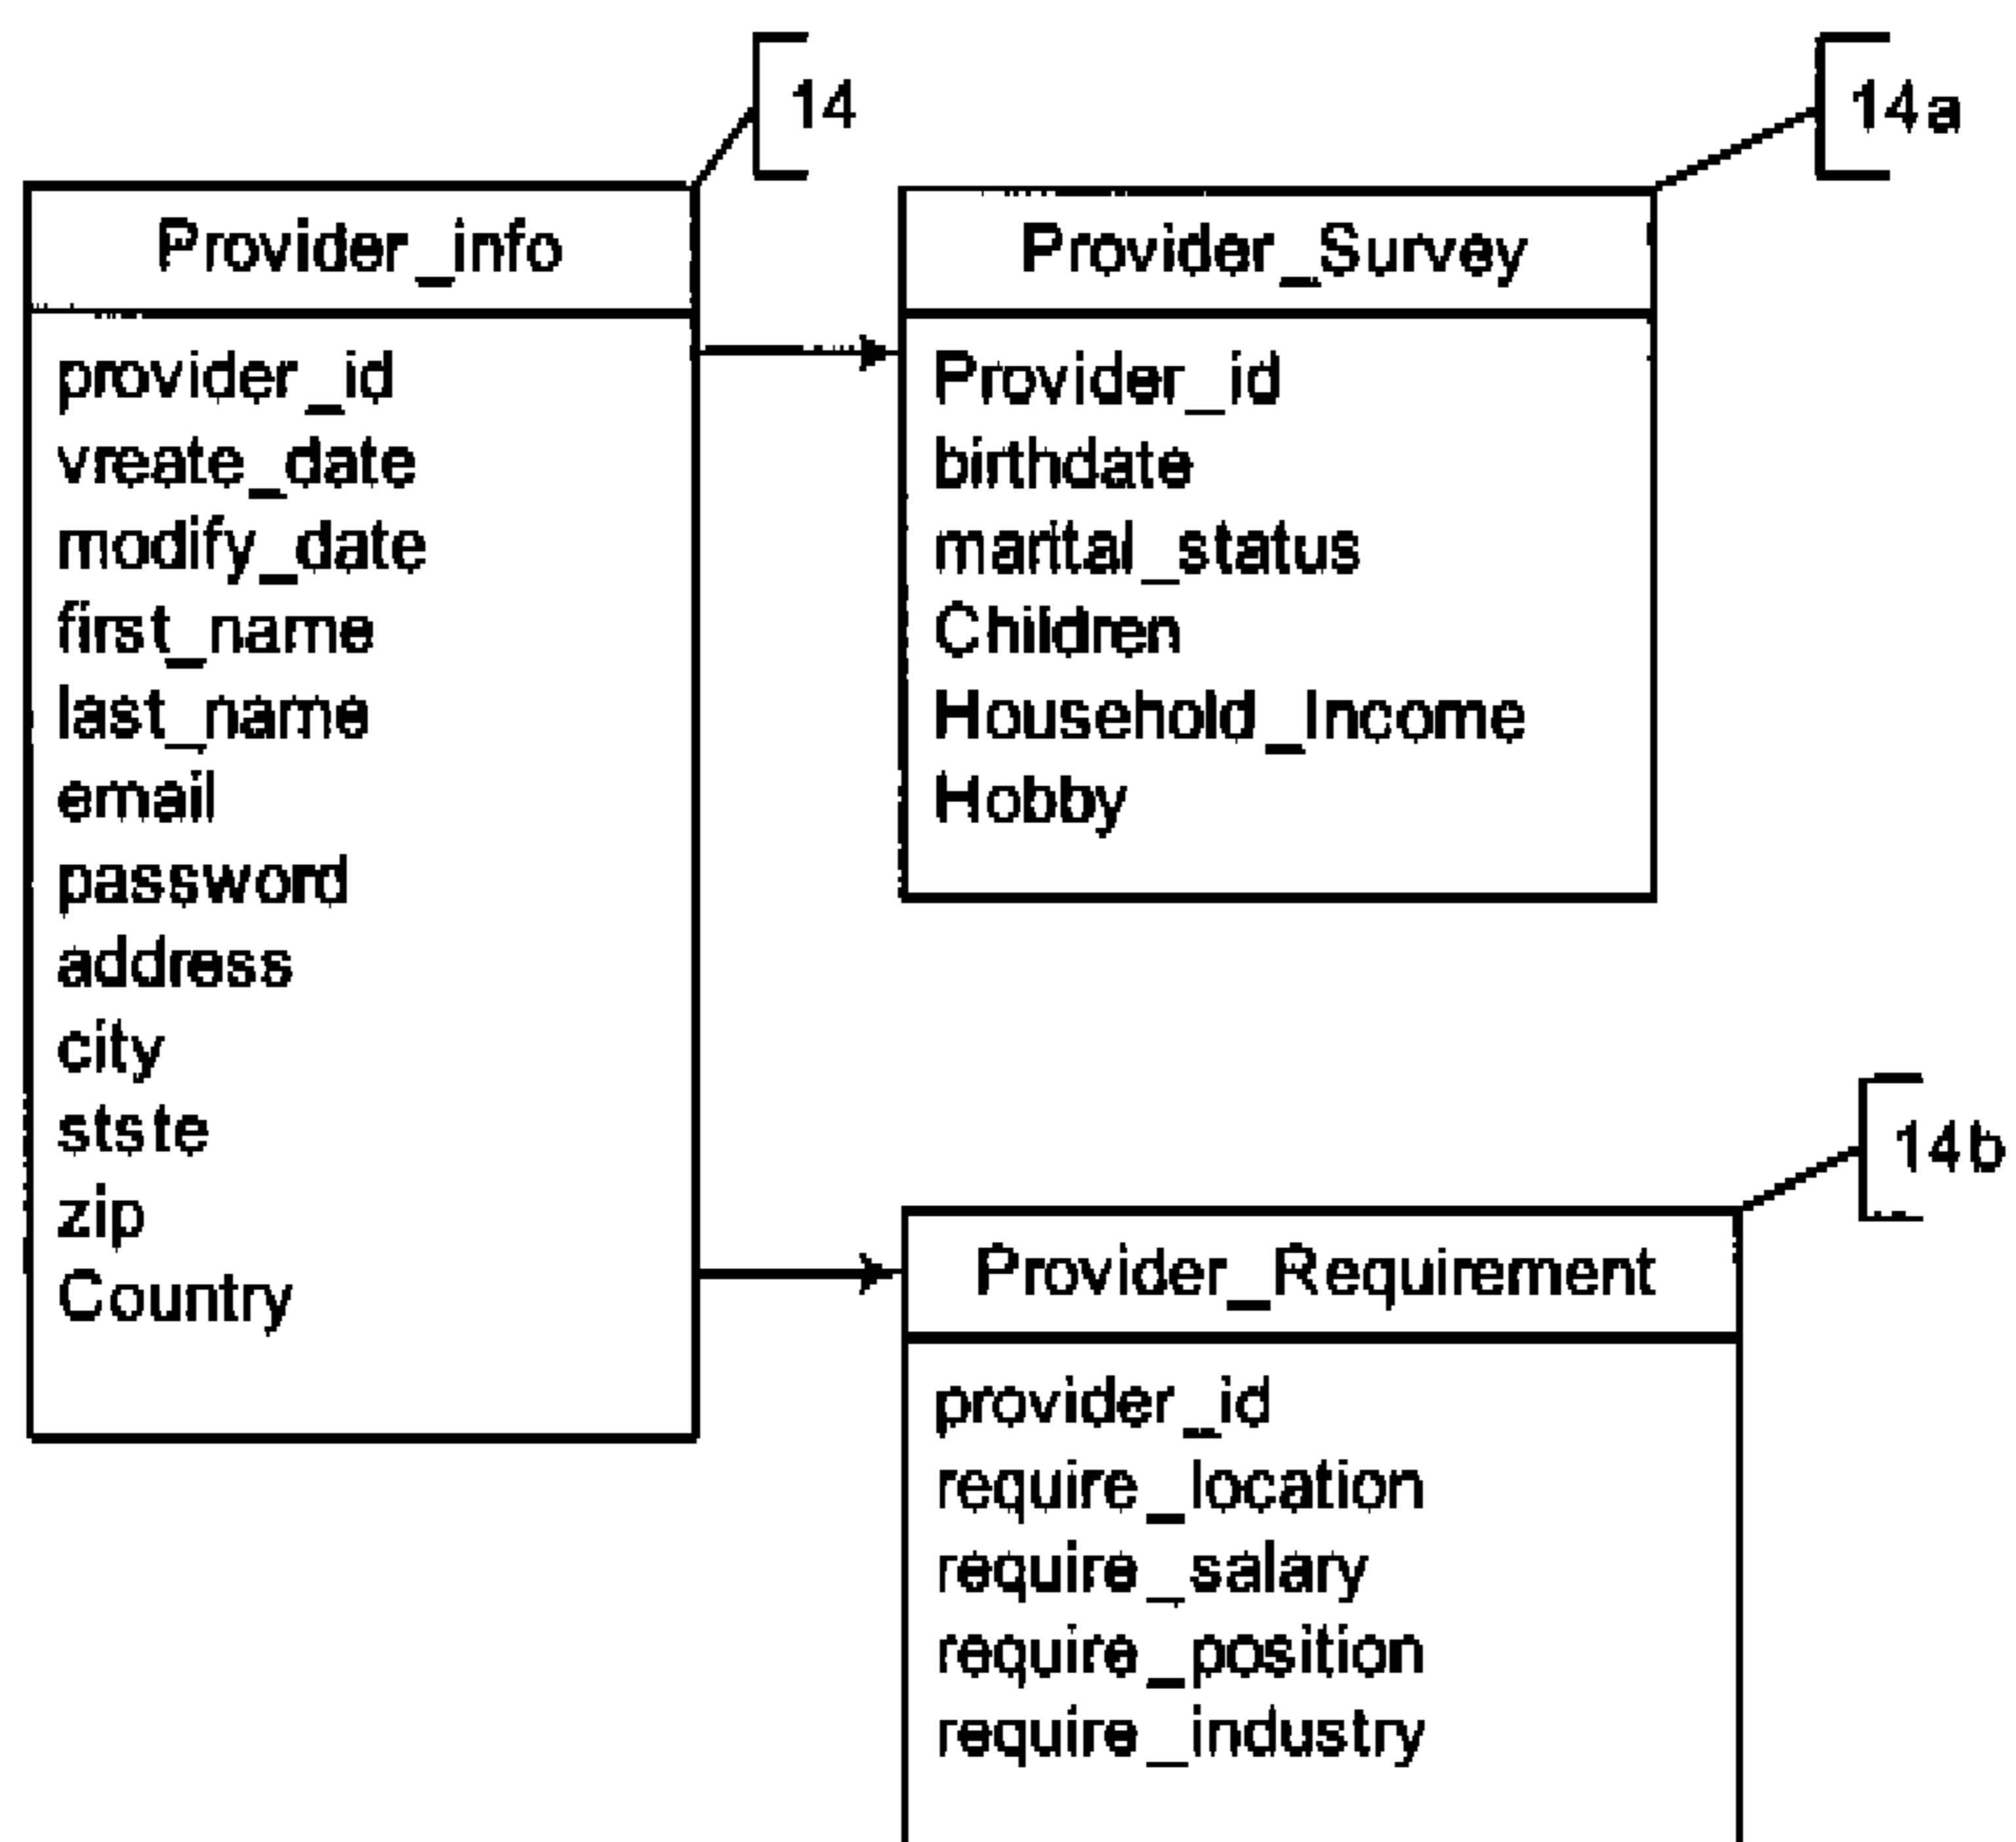 14
Provider_info
provider_id
vreate_date
modify_date
first_name
last_name
email
password
address
city
stste
zip
Country
14a
Provider_Survey
Provider_id
birthdate
marital_status
Children
Household_Income
Hobby
14b
Provider_Requirement
provider_id
require_location
require_salary
require_position
require_industry